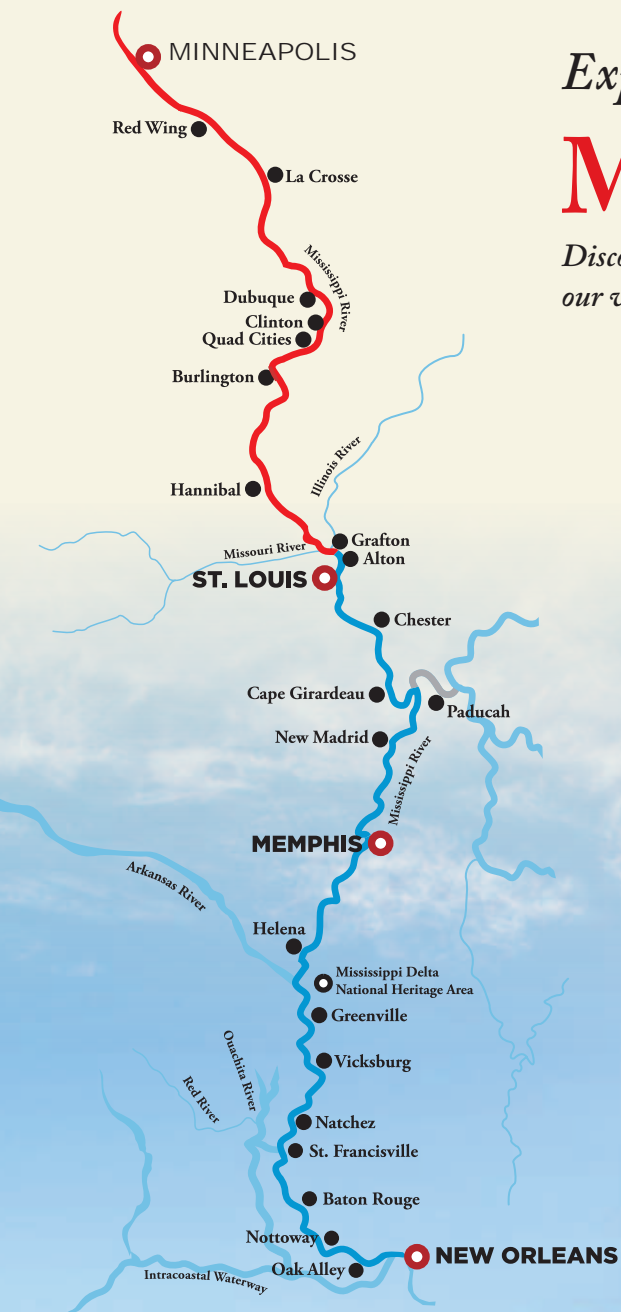 MINNEAPOLIS
Red Wing
La Crosse
Mississippi River
Dubuque
Clinton
Quad Cities
Burlington
Illinois River
Hannibal
Grafton
Missouri River
Alton
ST. LOUIS
Chester
Cape Girardeau
Paducah
New Madrid
Mississippi River
MEMPHIS
Arkansas River
Helena
Mississippi Delta
National Heritage Area
Greenville
Ouachita River
Vicksburg
Red River
Natchez
St. Francisville
Baton Rouge
Nottoway
NEW ORLEANS
Oak Alley
Intracoastal Waterway
M
our